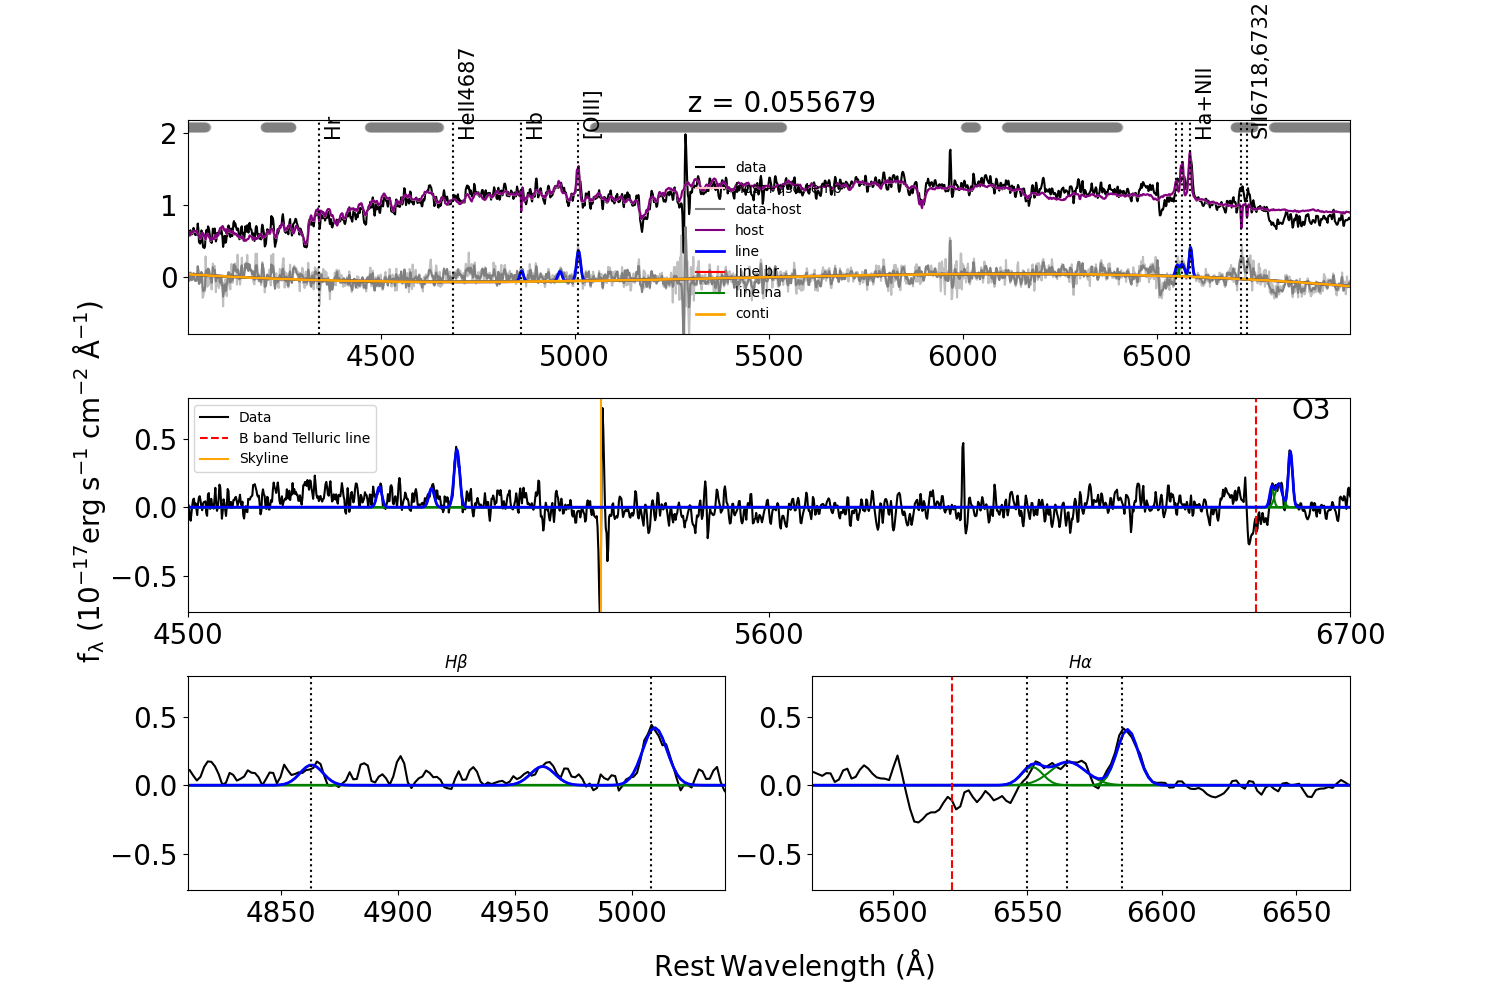 z = 0.055679
Hr
HeII4687
Hb
[OIII]
Ha+NII
SII6718,6732
2
1
0
data
data-host
host
line
line br
line na
conti
4500 5000 5500 6000 6500
fλ (10⁻¹⁷erg s⁻¹ cm⁻² Å⁻¹)
O3
Data
B band Telluric line
Skyline
0.5
0.0
−0.5
4500 5600 6700
Hβ
0.5
0.0
−0.5
4850 4900 4950 5000
Hα
0.5
0.0
−0.5
6500 6550 6600 6650
Rest Wavelength (Å)